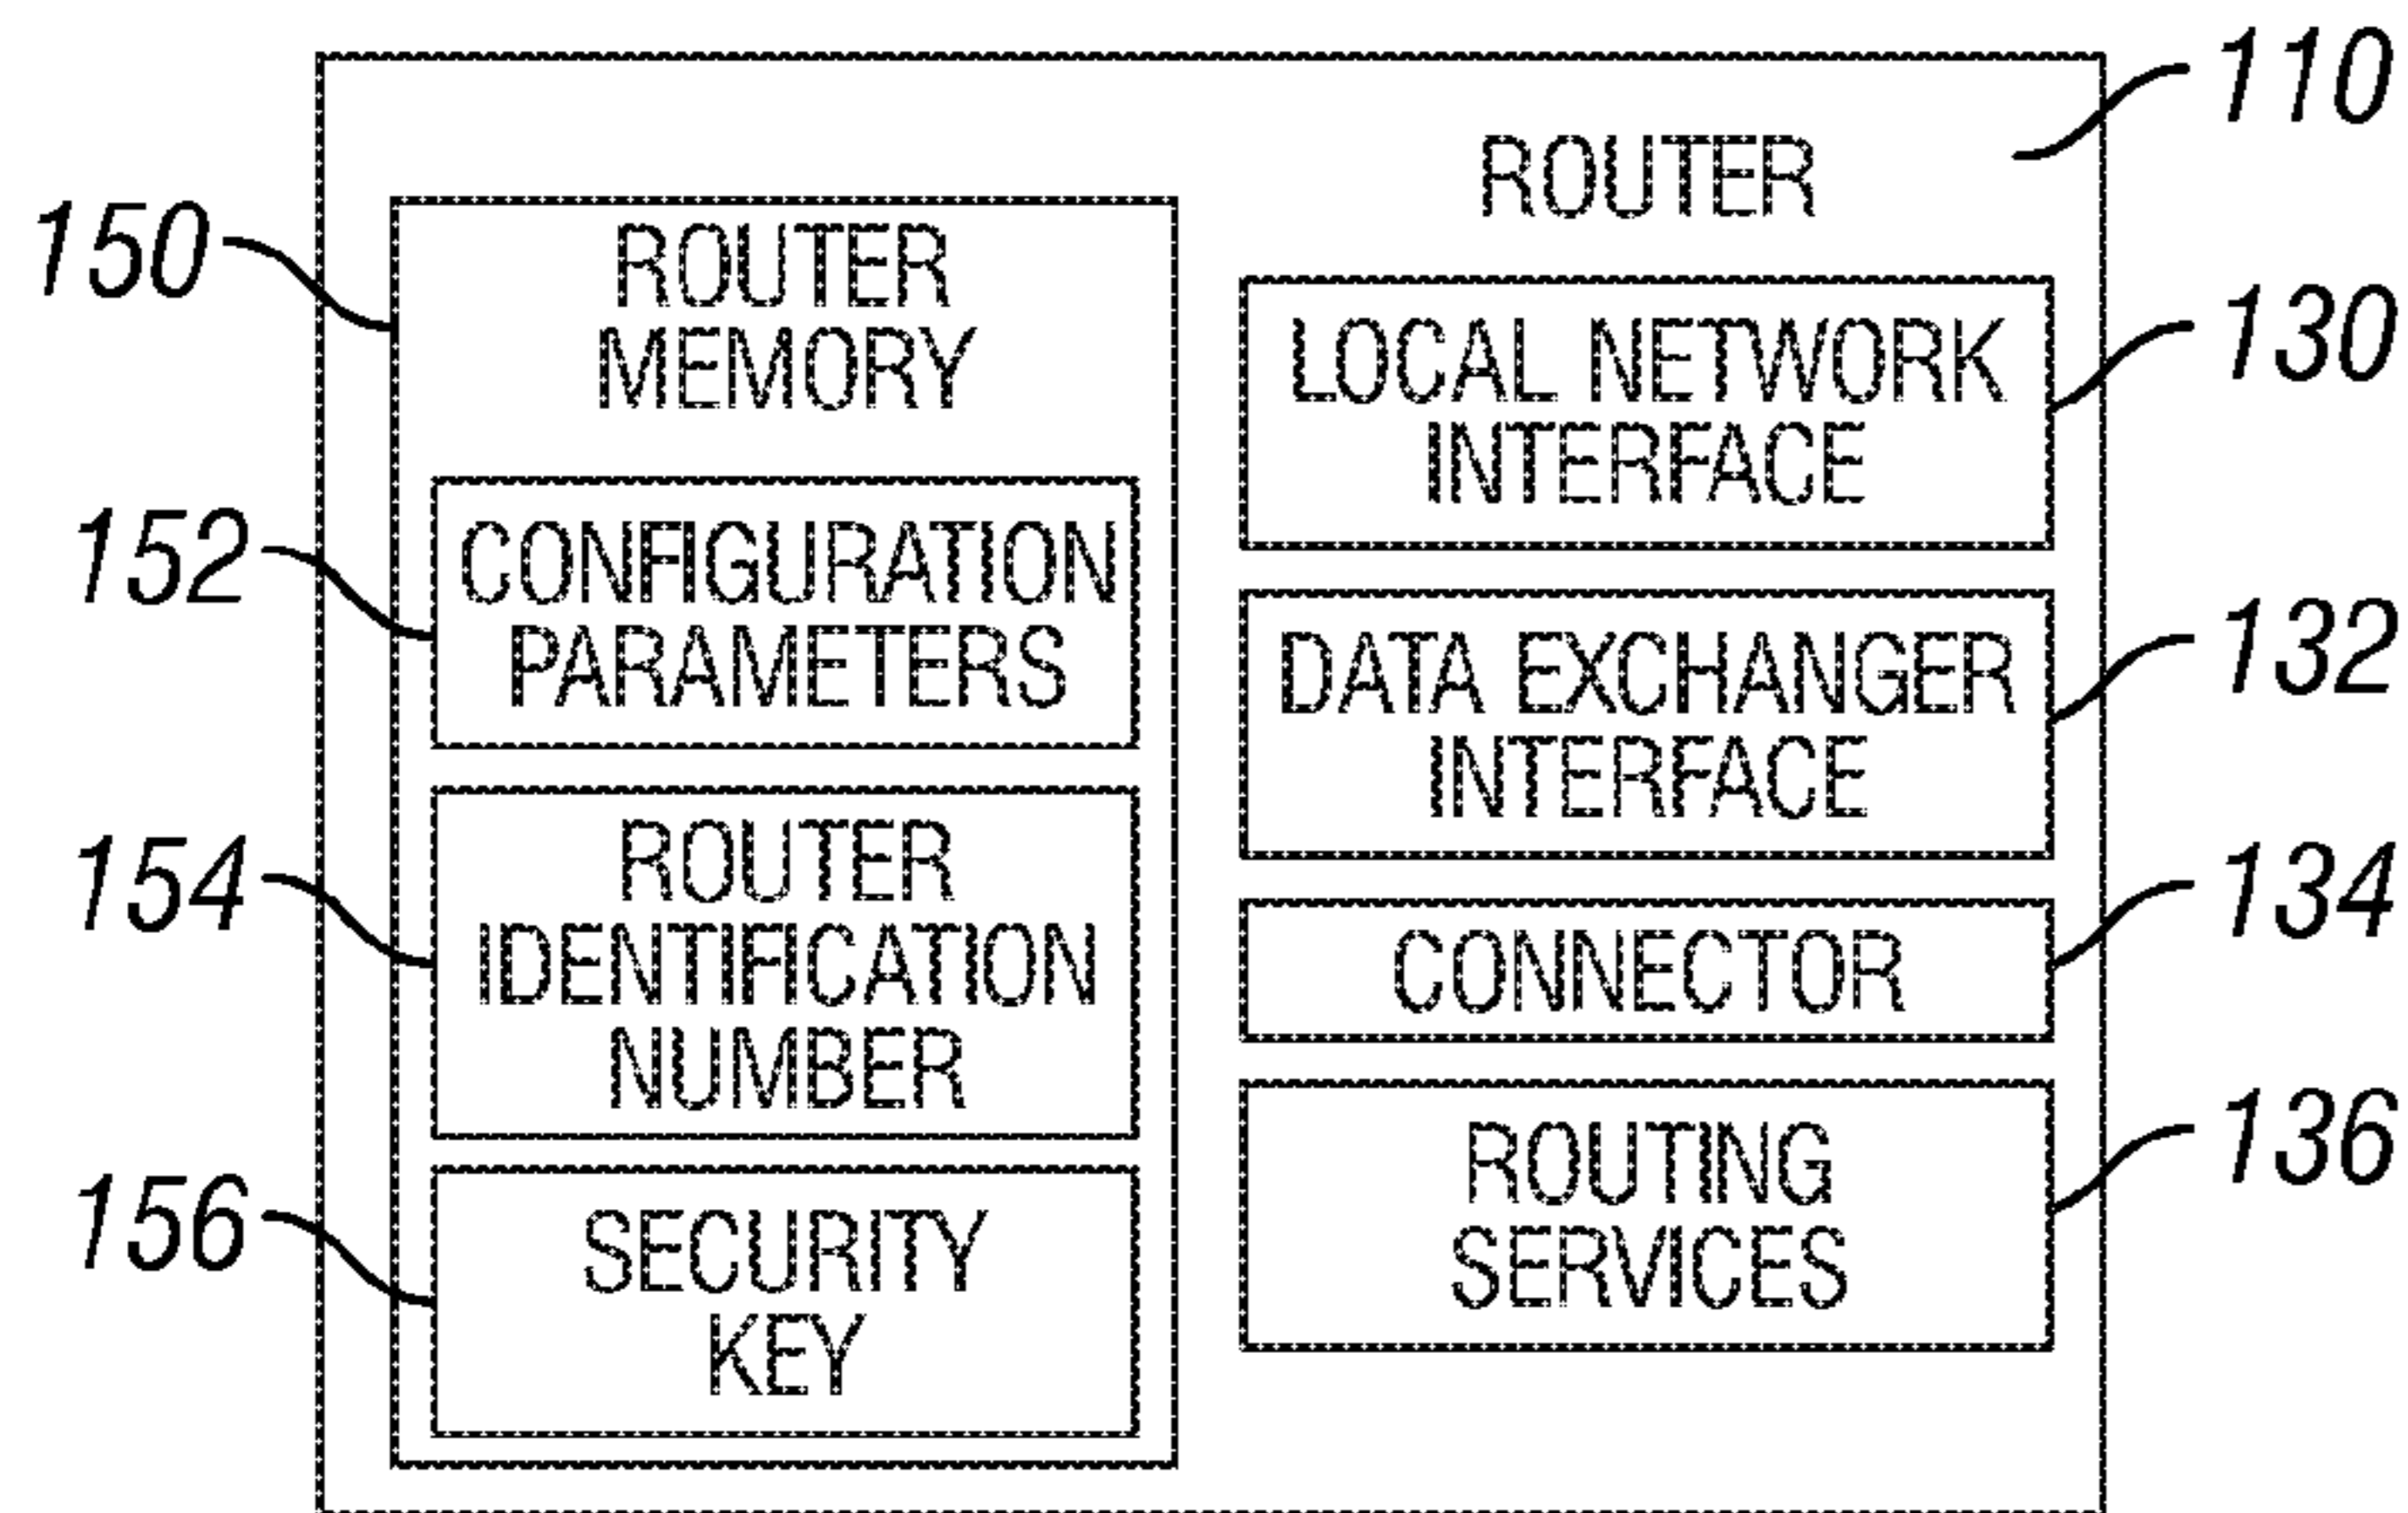 110
ROUTER
150
ROUTER
MEMORY
152
CONFIGURATION
PARAMETERS
154
ROUTER
IDENTIFICATION
NUMBER
156
SECURITY
KEY
130
LOCAL NETWORK
INTERFACE
132
DATA EXCHANGER
INTERFACE
134
CONNECTOR
136
ROUTING
SERVICES